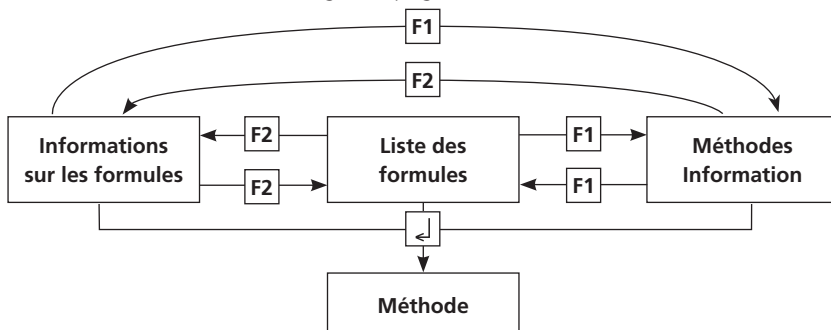 F1
F2
Informations
sur les formules
F2
F2
Liste des
formules
F1
F1
Méthodes
Information
↲
Méthode